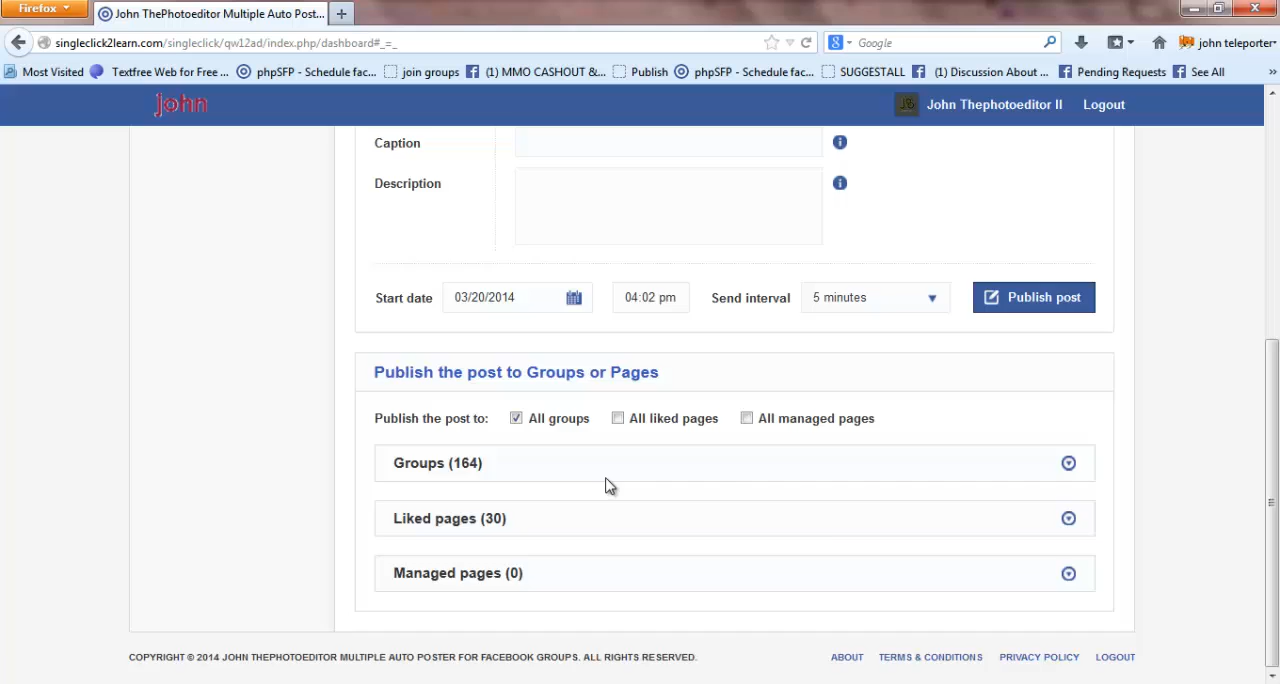 Firefox
John ThePhotoeditor Multiple Auto Post...
singleclick2learn.com/singleclick/qw12ad/index.php/dashboard#_=_
Google
john teleporter
Most Visited
Textfree Web for Free ...
phpSFP - Schedule fac...
join groups
(1) MMO CASHOUT &...
Publish
phpSFP - Schedule fac...
SUGGESTALL
(1) Discussion About ...
Pending Requests
See All
»
john
John Thephotoeditor II
Logout
Caption
Description
Start date
03/20/2014
04:02 pm
Send interval
5 minutes
Publish post
Publish the post to Groups or Pages
Publish the post to: All groups All liked pages All managed pages
Groups (164)
Liked pages (30)
Managed pages (0)
COPYRIGHT © 2014 JOHN THEPHOTOEDITOR MULTIPLE AUTO POSTER FOR FACEBOOK GROUPS. ALL RIGHTS RESERVED.
ABOUT TERMS & CONDITIONS PRIVACY POLICY LOGOUT